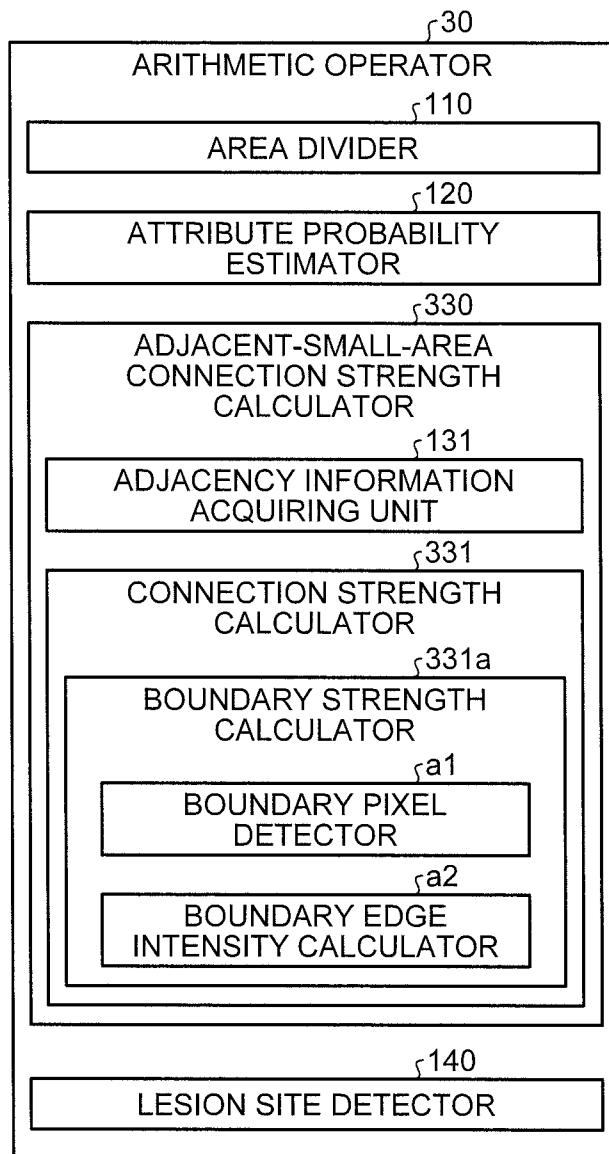 30
ARITHMETIC OPERATOR
110
AREA DIVIDER
120
ATTRIBUTE PROBABILITY
ESTIMATOR
330
ADJACENT-SMALL-AREA
CONNECTION STRENGTH
CALCULATOR
131
ADJACENCY INFORMATION
ACQUIRING UNIT
331
CONNECTION STRENGTH
CALCULATOR
331a
BOUNDARY STRENGTH
CALCULATOR
a1
BOUNDARY PIXEL
DETECTOR
a2
BOUNDARY EDGE
INTENSITY CALCULATOR
140
LESION SITE DETECTOR